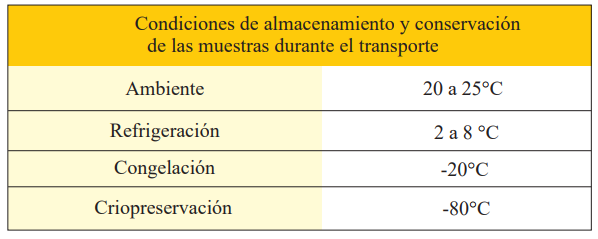 Condiciones de almacenamiento y conservación
de las muestras durante el transporte
Ambiente 20 a 25°C
Refrigeración 2 a 8 °C
Congelación -20°C
Criopreservación -80°C